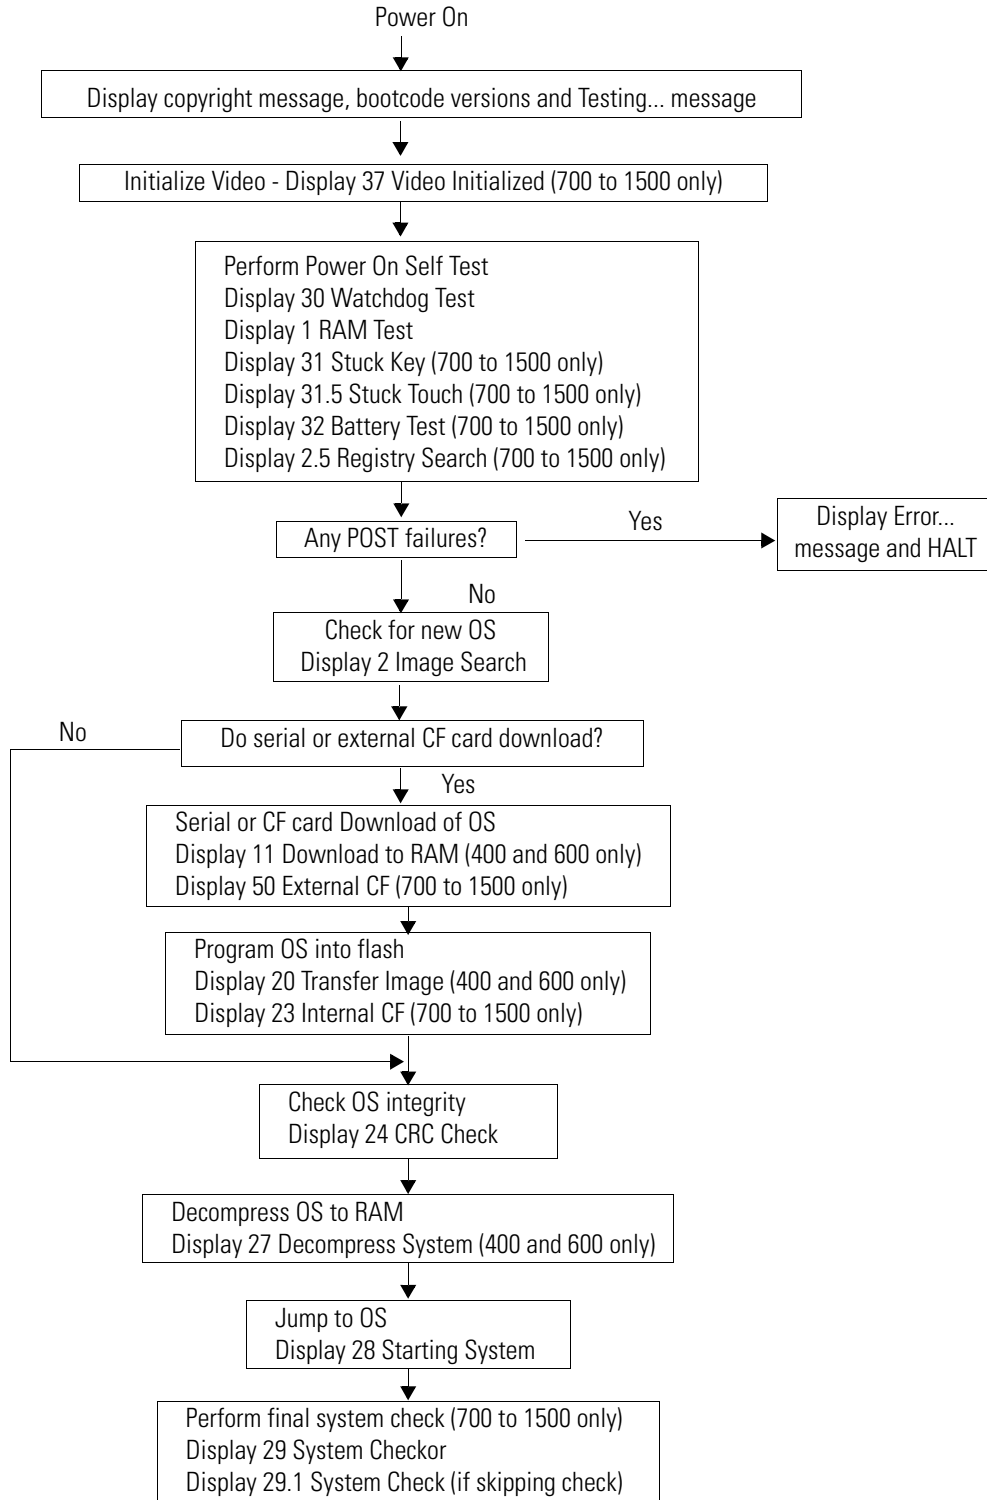 Power On
Display copyright message, bootcode versions and Testing... message
Initialize Video - Display 37 Video Initialized (700 to 1500 only)
Perform Power On Self Test
Display 30 Watchdog Test
Display 1 RAM Test
Display 31 Stuck Key (700 to 1500 only)
Display 31.5 Stuck Touch (700 to 1500 only)
Display 32 Battery Test (700 to 1500 only)
Display 2.5 Registry Search (700 to 1500 only)
Any POST failures?
Yes
Display Error...
message and HALT
No
Check for new OS
Display 2 Image Search
No
Do serial or external CF card download?
Yes
Serial or CF card Download of OS
Display 11 Download to RAM (400 and 600 only)
Display 50 External CF (700 to 1500 only)
Program OS into flash
Display 20 Transfer Image (400 and 600 only)
Display 23 Internal CF (700 to 1500 only)
Check OS integrity
Display 24 CRC Check
Decompress OS to RAM
Display 27 Decompress System (400 and 600 only)
Jump to OS
Display 28 Starting System
Perform final system check (700 to 1500 only)
Display 29 System Checkor
Display 29.1 System Check (if skipping check)